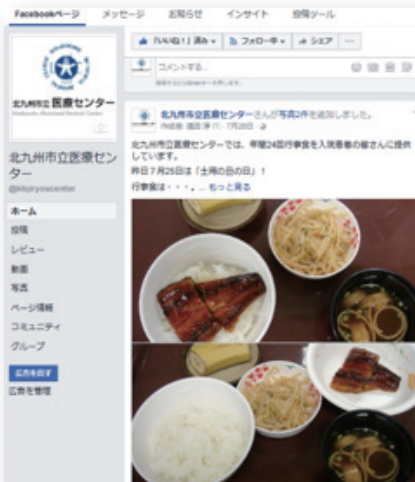 Facebookページ メッセージ お知らせ インサイト 投稿ツール
北九州市立 医療センター
北九州市立医療センター
@kitqiryoucenter
ホーム
投稿
レビュー
動画
写真
ページ情報
コミュニティ
グループ
広告を出す
広告を管理
「いいね！」済み フォロー中 シェア
コメントする...
北九州市立医療センターさんが写真2件を追加しました。
7月26日
北九州市立医療センターでは、年間24回行事食を入院患者の皆さんに提供
しています。
昨日7月25日は「土用の丑の日」！
行事食は・・・。... もっと見る